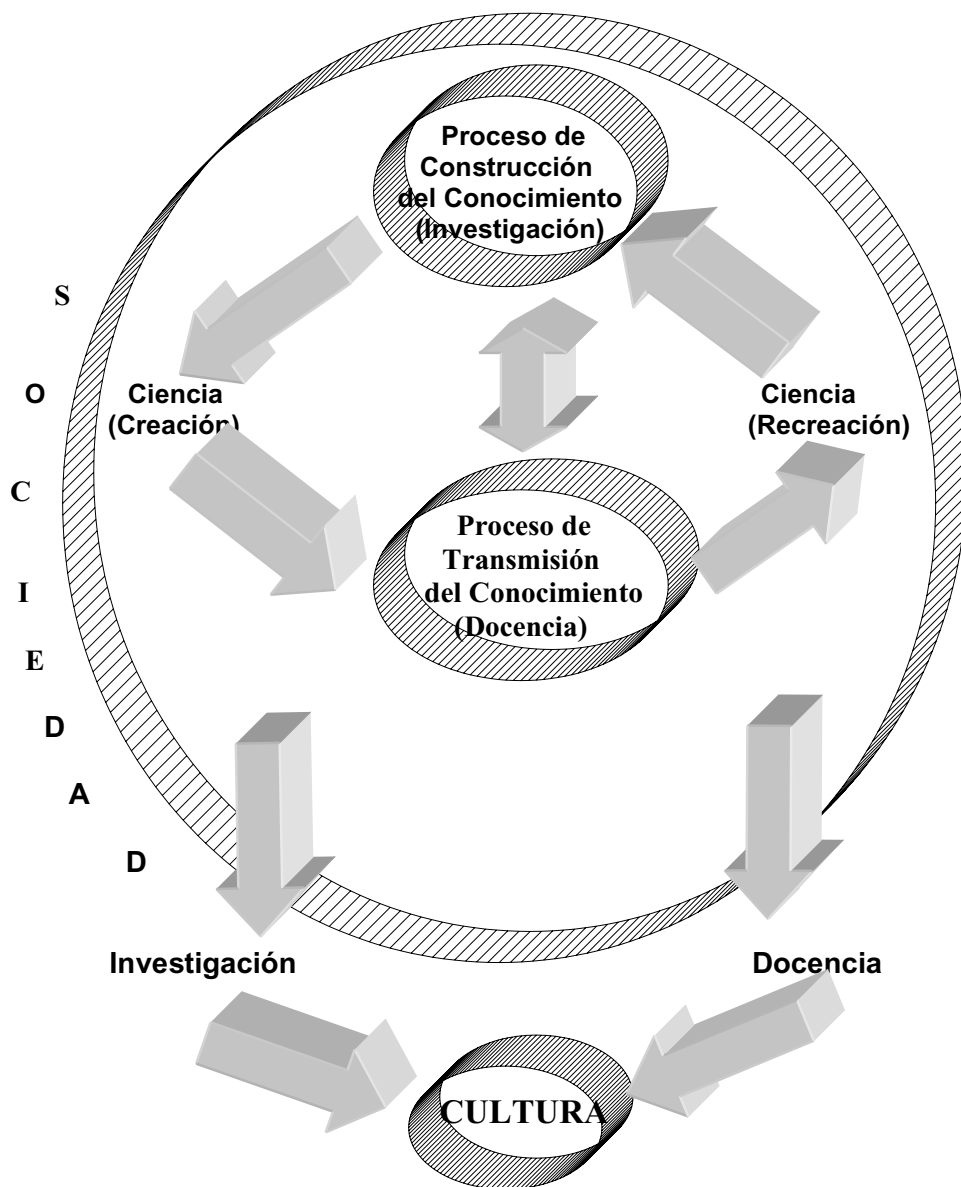 Proceso de
Construcción
del Conocimiento
(Investigación)
S
O
C
I
E
D
A
D
Ciencia
(Creación)
Ciencia
(Recreación)
Proceso de
Transmisión
del Conocimiento
(Docencia)
Investigación
Docencia
CULTURA